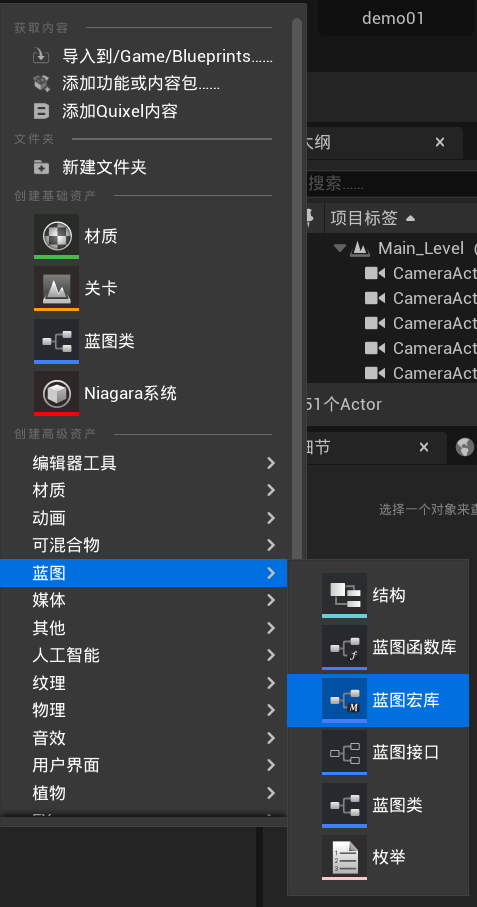 demo01
获取内容
导入到/Game/Blueprints......
添加功能或内容包......
添加Quixel内容
文件夹
新建文件夹
创建基础资产
材质
关卡
蓝图类
Niagara系统
创建高级资产
编辑器工具
材质
动画
可混合物
蓝图
媒体
其他
人工智能
纹理
物理
音效
用户界面
植物
结构
蓝图函数库
蓝图宏库
蓝图接口
蓝图类
枚举
大纲
搜索......
项目标签
Main_Level
CameraAct
CameraAct
CameraAct
CameraAct
CameraAct
51个Actor
细节
选择一个对象来